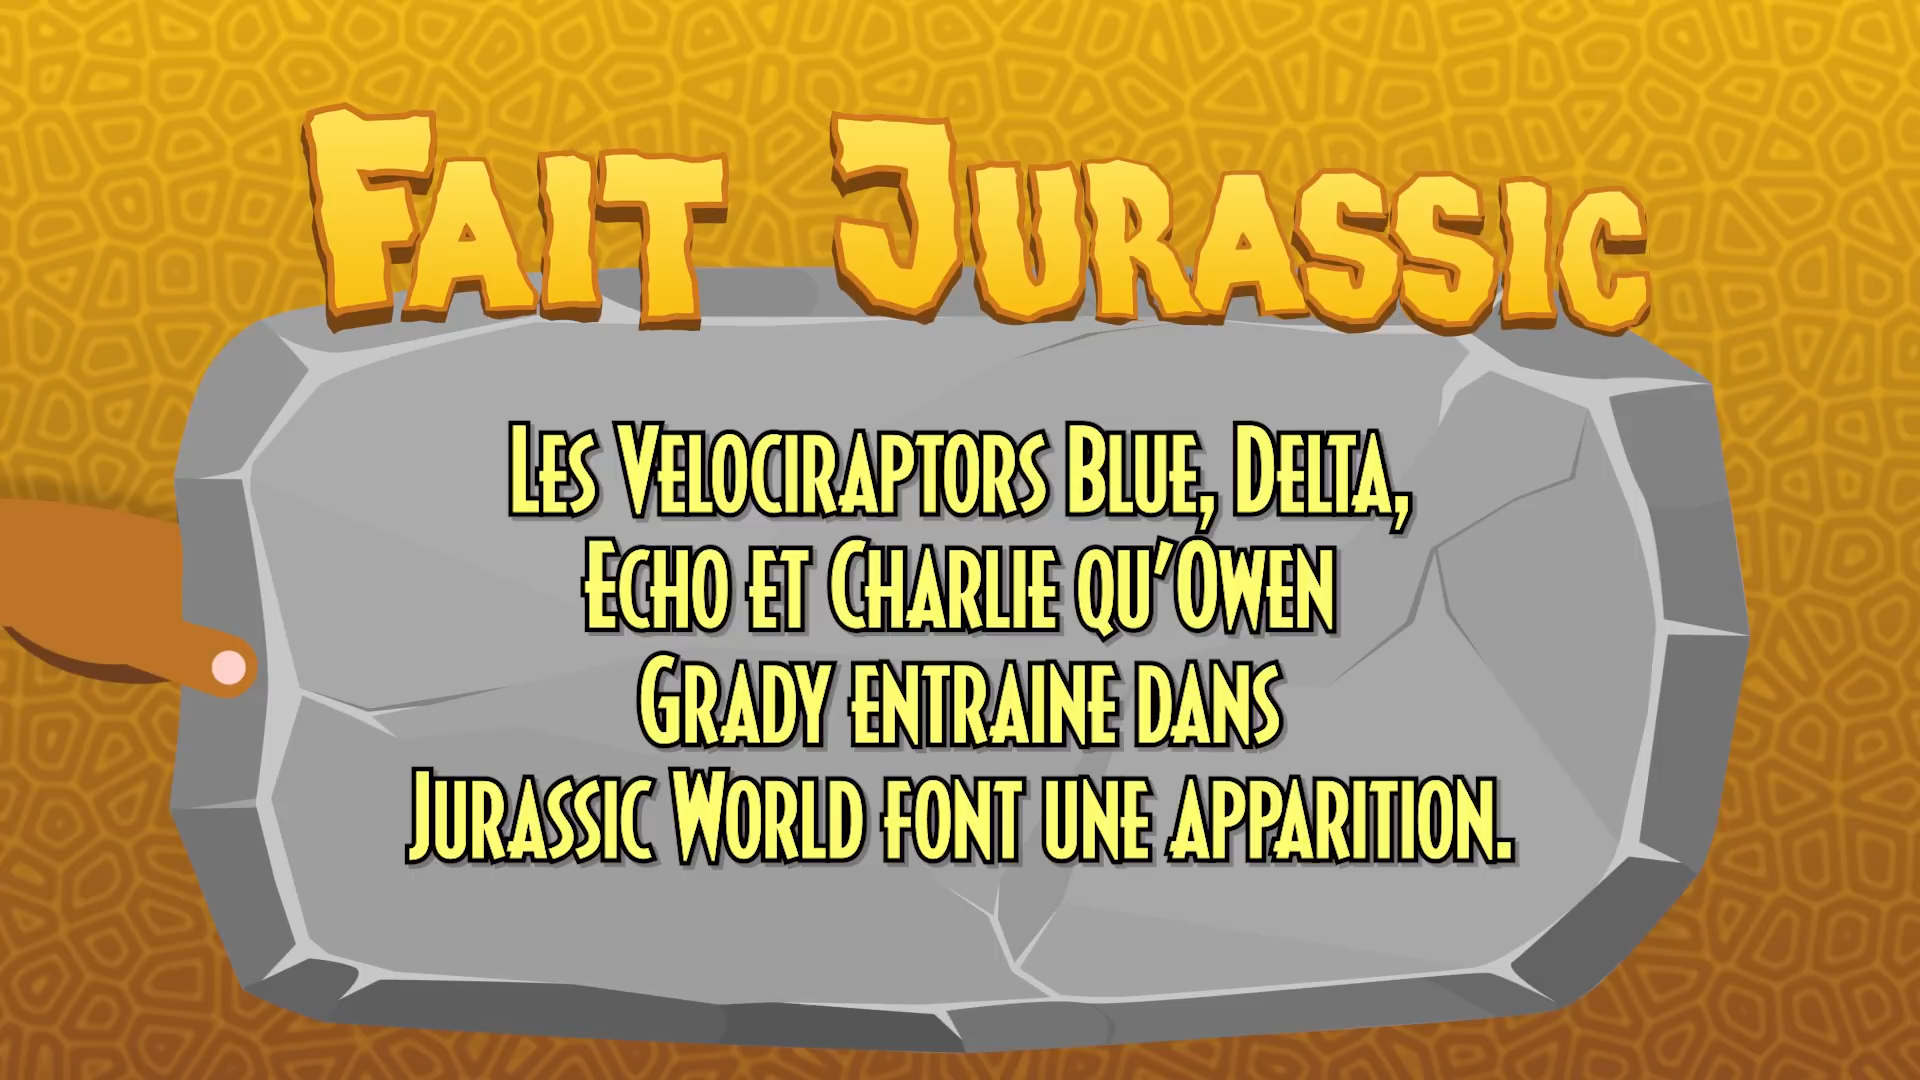 Fait Jurassic
Les Velociraptors Blue, Delta,
Echo et Charlie qu'Owen
Grady entraine dans
Jurassic World font une apparition.